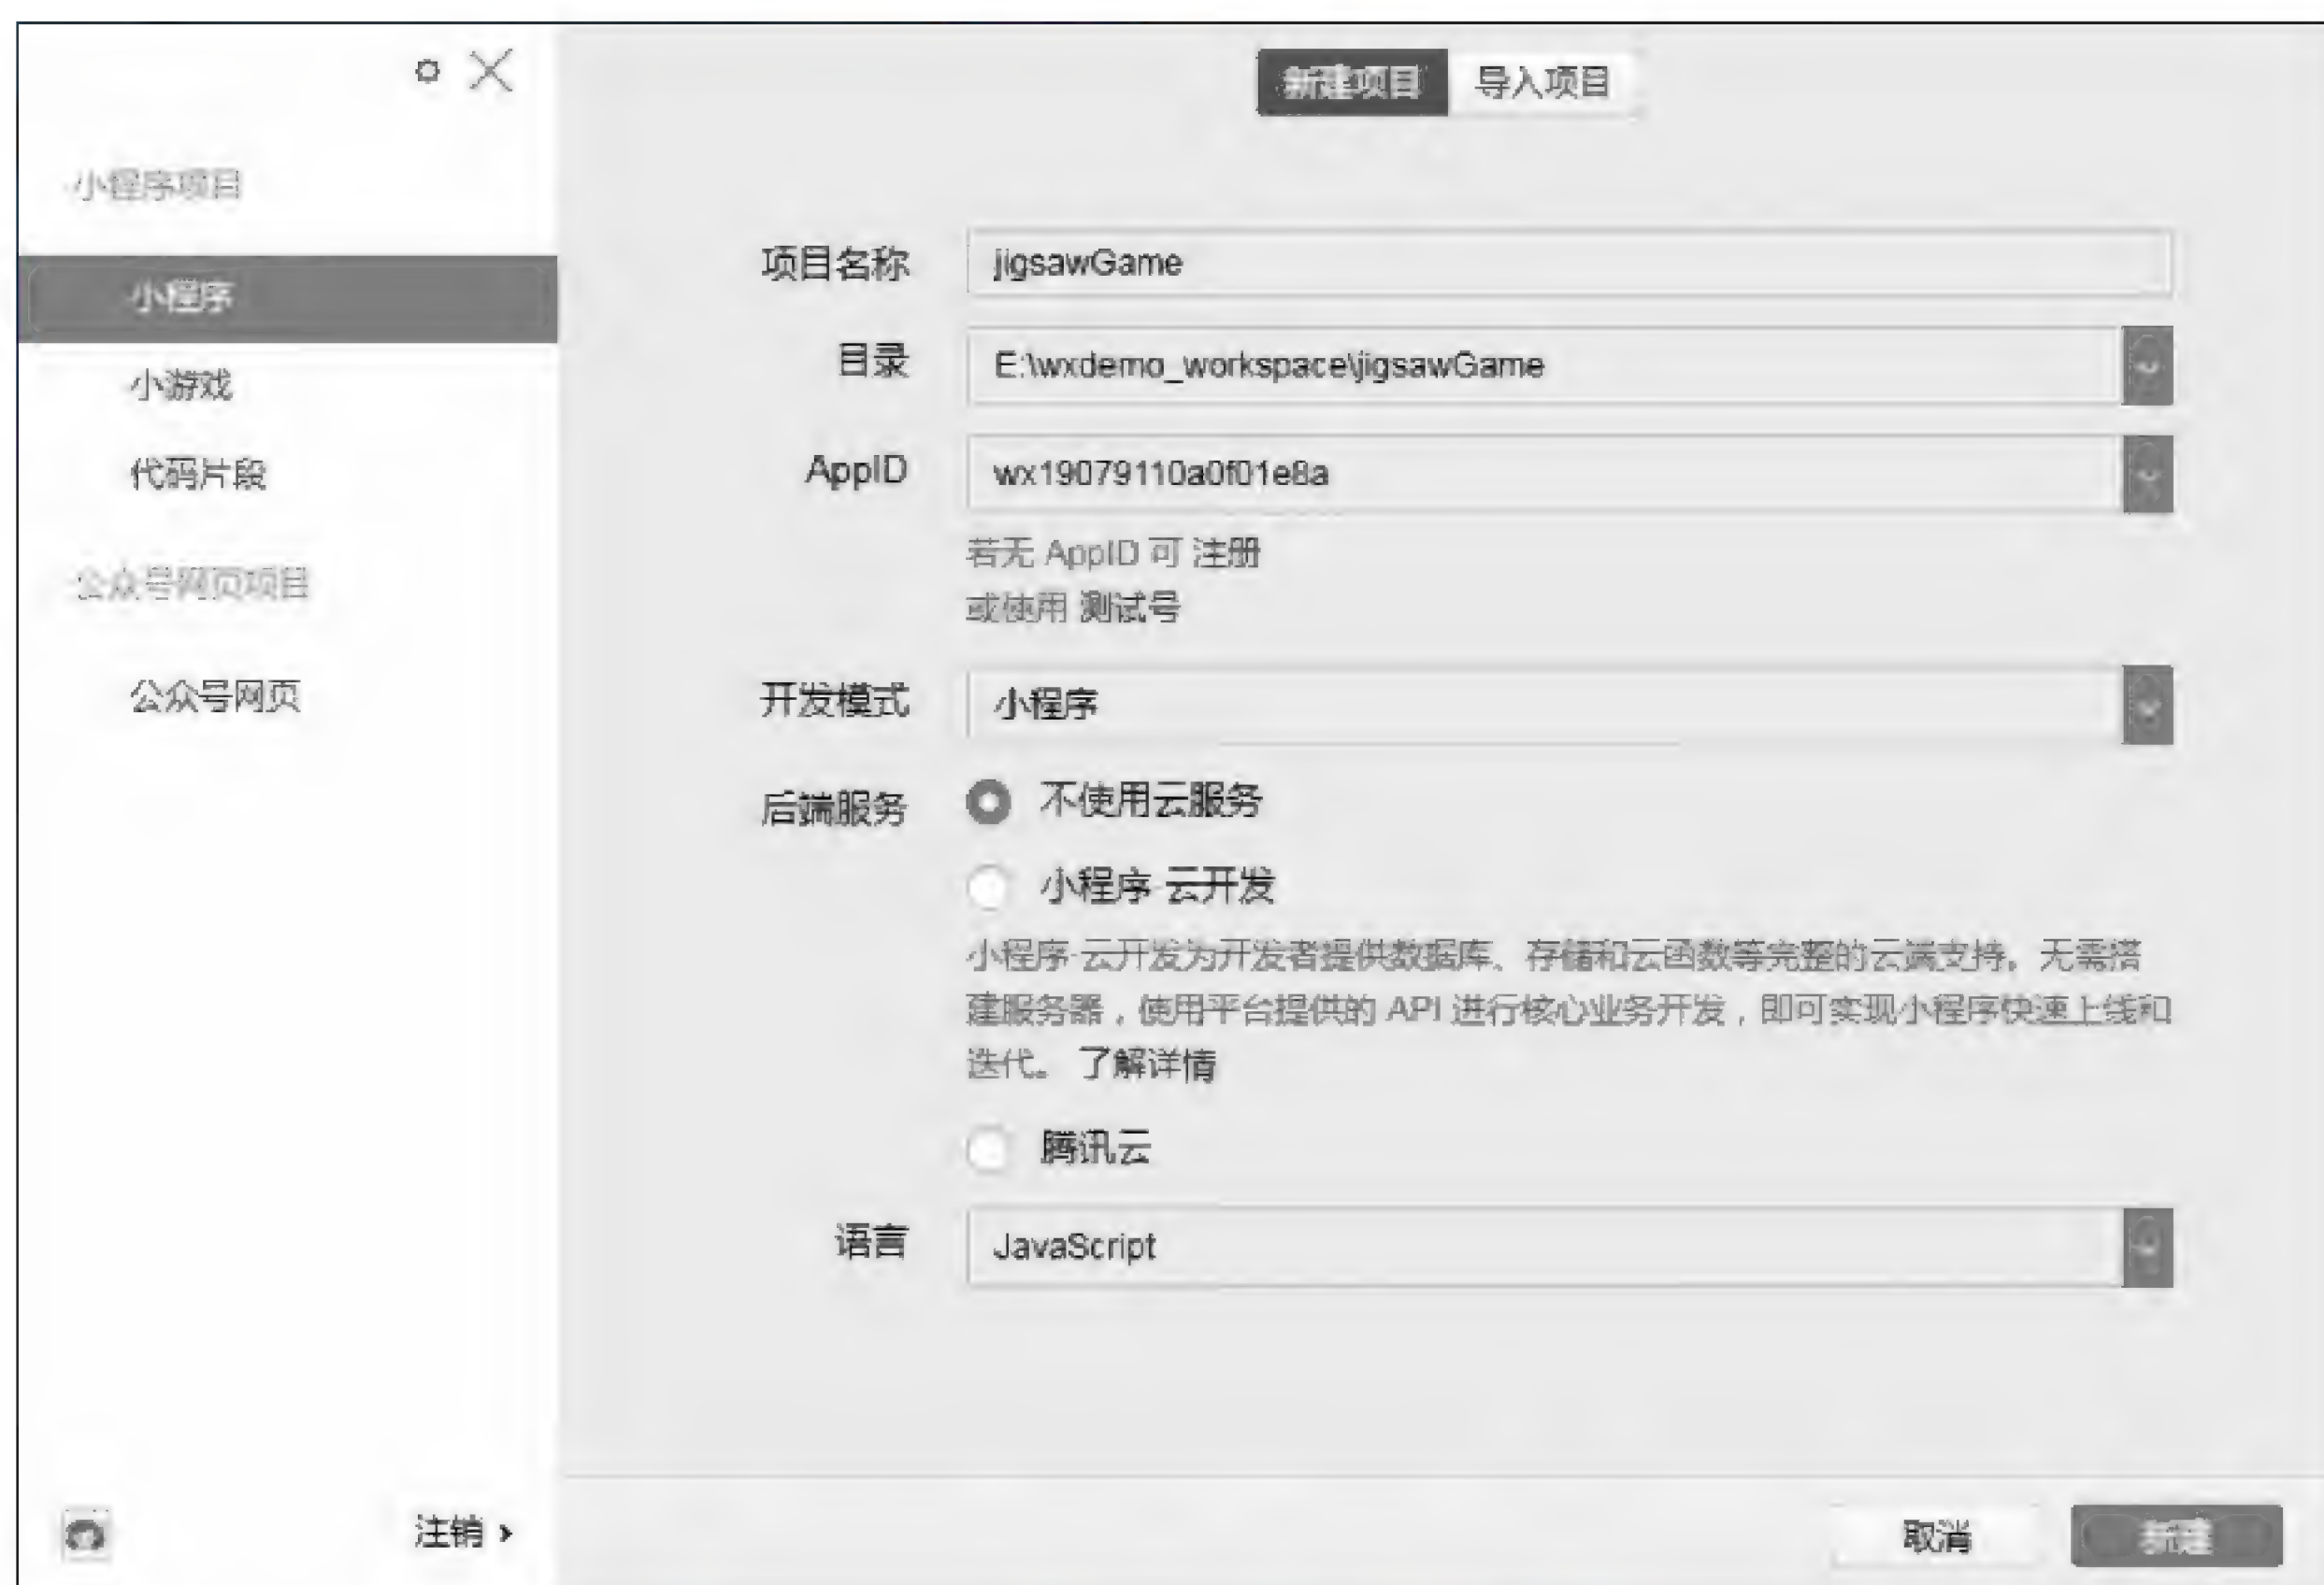 小程序项目
小程序
小游戏
代码片段
公众号网页项目
公众号网页
注销
新建项目 导入项目
项目名称 jigsawGame
目录 E:\wxdemo_workspace\jigsawGame
AppID wx19079110a0f01e8a
若无 AppID 可 注册
或使用 测试号
开发模式 小程序
后端服务 不使用云服务
小程序·云开发
小程序·云开发为开发者提供数据库、存储和云函数等完整的云端支持。无需搭
建服务器，使用平台提供的 API 进行核心业务开发，即可实现小程序快速上线和
迭代。 了解详情
腾讯云
语言 JavaScript
取消 新建